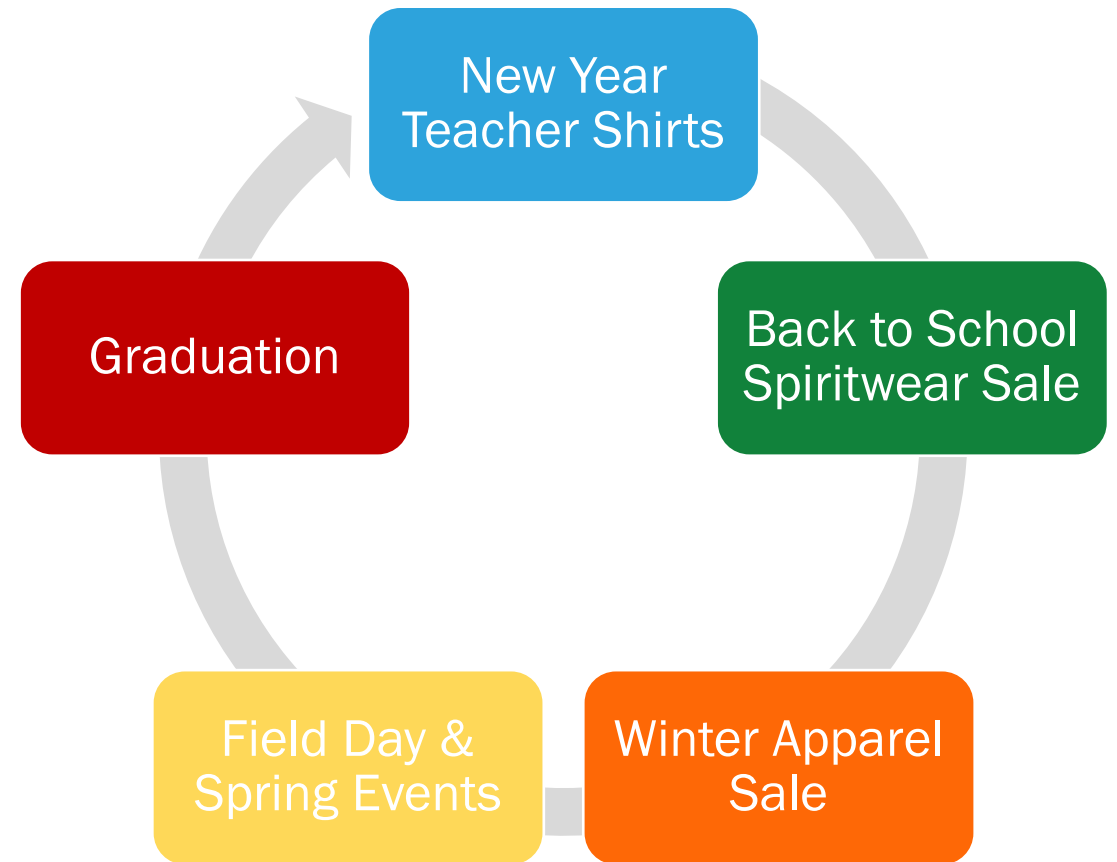 New Year
Teacher Shirts
Back to School
Spiritwear Sale
Winter Apparel
Sale
Field Day &
Spring Events
Graduation